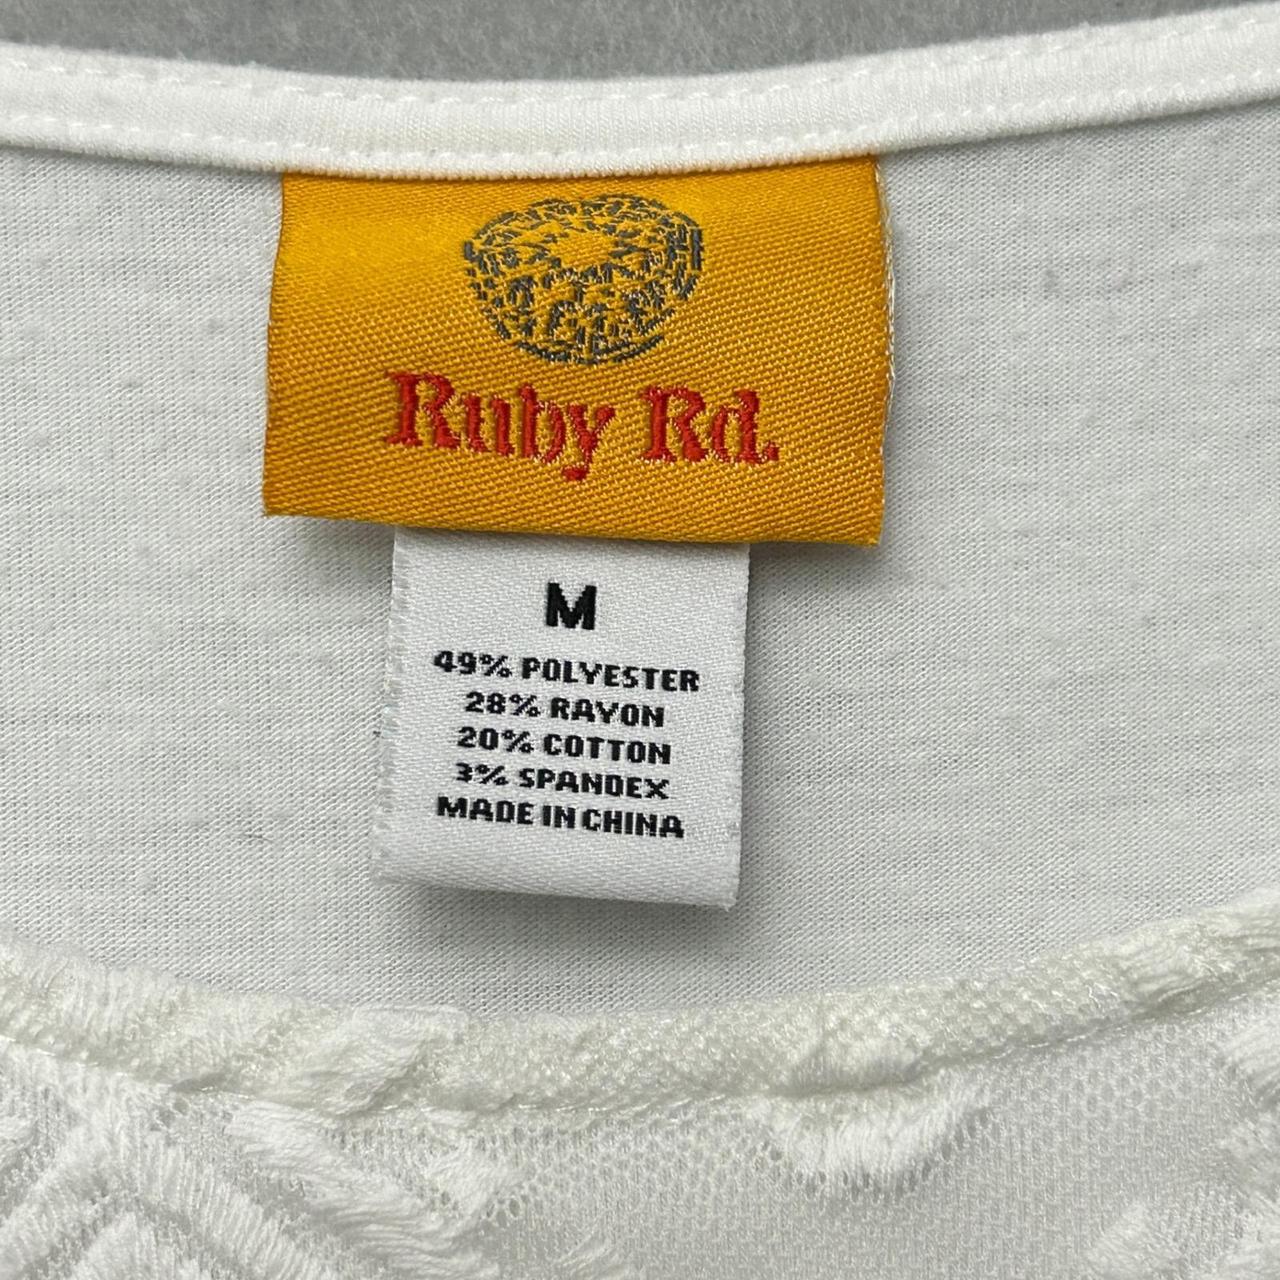 Ruby Rd.
M
49% POLYESTER
28% RAYON
20% COTTON
3% SPANDEX
MADE IN CHINA